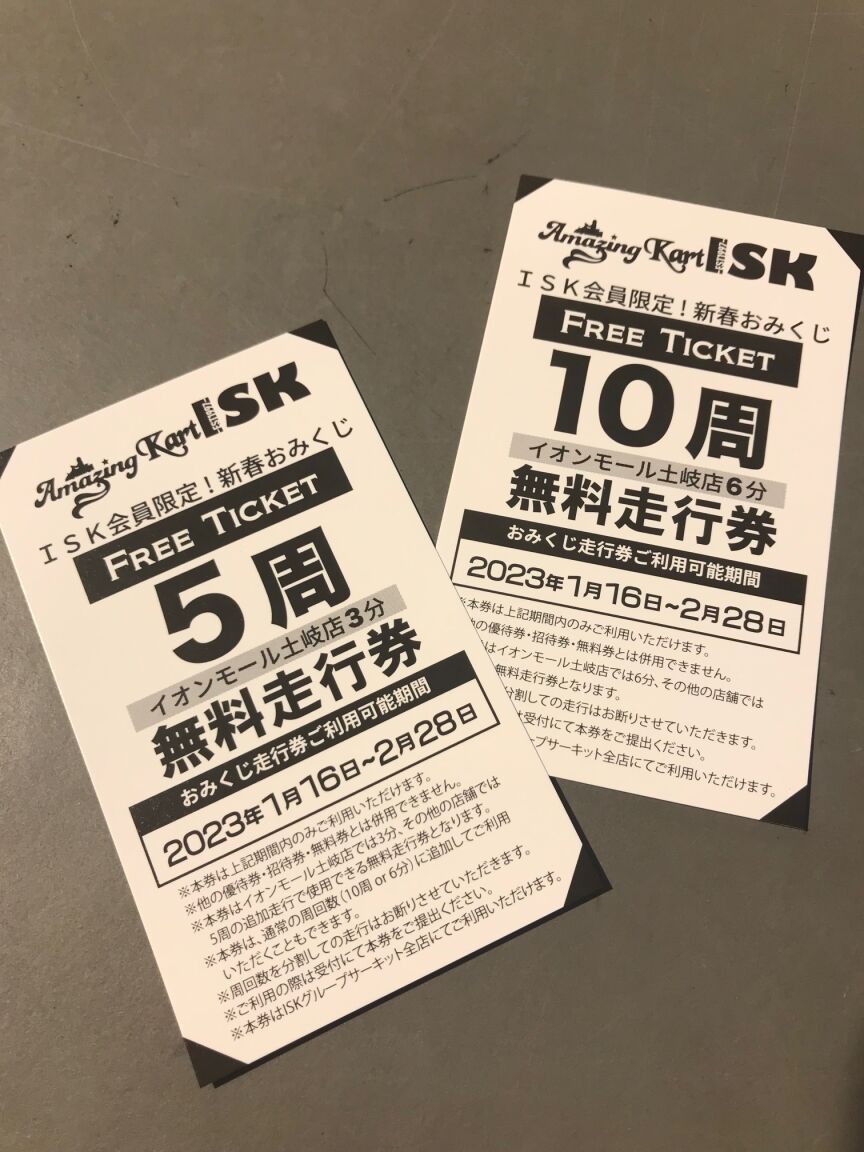 Amazing Kart ISK
ISK会員限定！新春おみくじ
FREE TICKET
5周
イオンモール土岐店3分
無料走行券
おみくじ走行券ご利用可能期間
2023年1月16日~2月28日
※本券は上記期間内のみご利用いただけます。
※他の優待券・招待券・無料券とは併用できません。
※本券はイオンモール土岐店では3分、その他の店舗では
5周の追加走行で使用できる無料走行券となります。
※本券は、通常の周回数（10周 or 6分）に追加してご利用
いただくこともできます。
※周回数を分割しての走行はお断りさせていただきます。
※ご利用の際は受付にて本券をご提出ください。
※本券はISKグループサーキット全店にてご利用いただけます。
Amazing Kart ISK
ISK会員限定！新春おみくじ
FREE TICKET
10周
イオンモール土岐店6分
無料走行券
おみくじ走行券ご利用可能期間
2023年1月16日~2月28日
※本券は上記期間内のみご利用いただけます。
他の優待券・招待券・無料券とは併用できません。
はイオンモール土岐店では6分、その他の店舗では
無料走行券となります。
分割しての走行はお断りさせていただきます。
受付にて本券をご提出ください。
ープサーキット全店にてご利用いただけます。